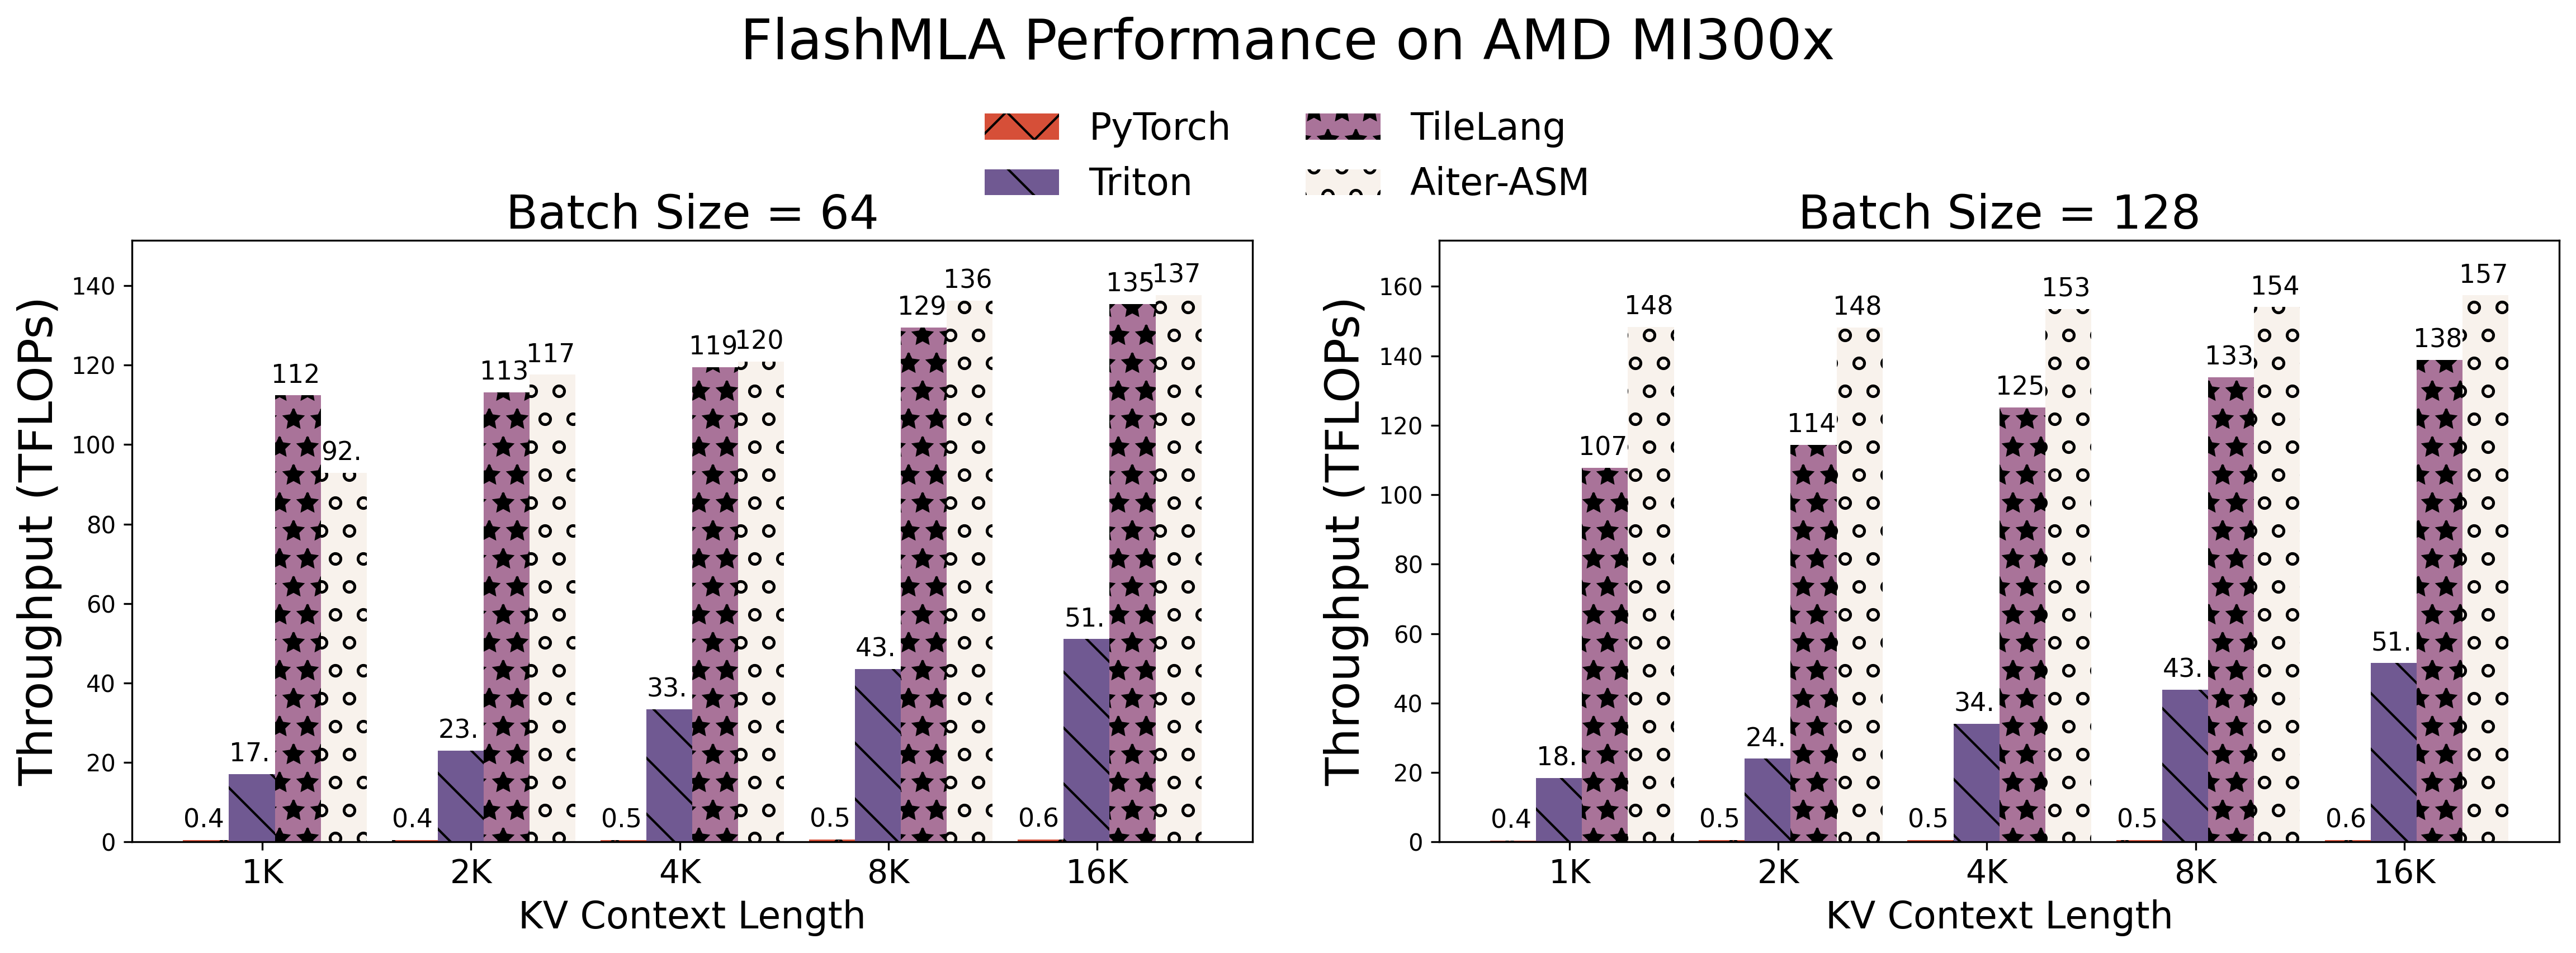 FlashMLA Performance on AMD MI300x
PyTorch
Triton
TileLang
Aiter-ASM
Batch Size = 64
Throughput (TFLOPs)
140
120
100
80
60
40
20
0
0.4
17.
112
92.
0.4
23.
113
117
0.5
33.
119
120
0.5
43.
129
136
0.6
51.
135
137
1K
2K
4K
8K
16K
KV Context Length
Batch Size = 128
Throughput (TFLOPs)
160
140
120
100
80
60
40
20
0
0.4
18.
107
148
0.5
24.
114
148
0.5
34.
125
153
0.5
43.
133
154
0.6
51.
138
157
1K
2K
4K
8K
16K
KV Context Length